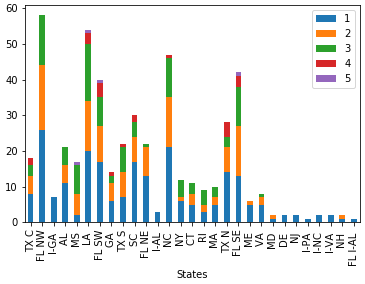 60
50
40
30
20
10
0
1
2
3
4
5
TX C
FL NW
I-GA
AL
MS
LA
FL SW
GA
TX S
SC
FL NE
I-AL
NC
NY
CT
RI
MA
TX N
FL SE
ME
VA
MD
DE
NJ
I-PA
I-NC
I-VA
NH
FL I-AL
States